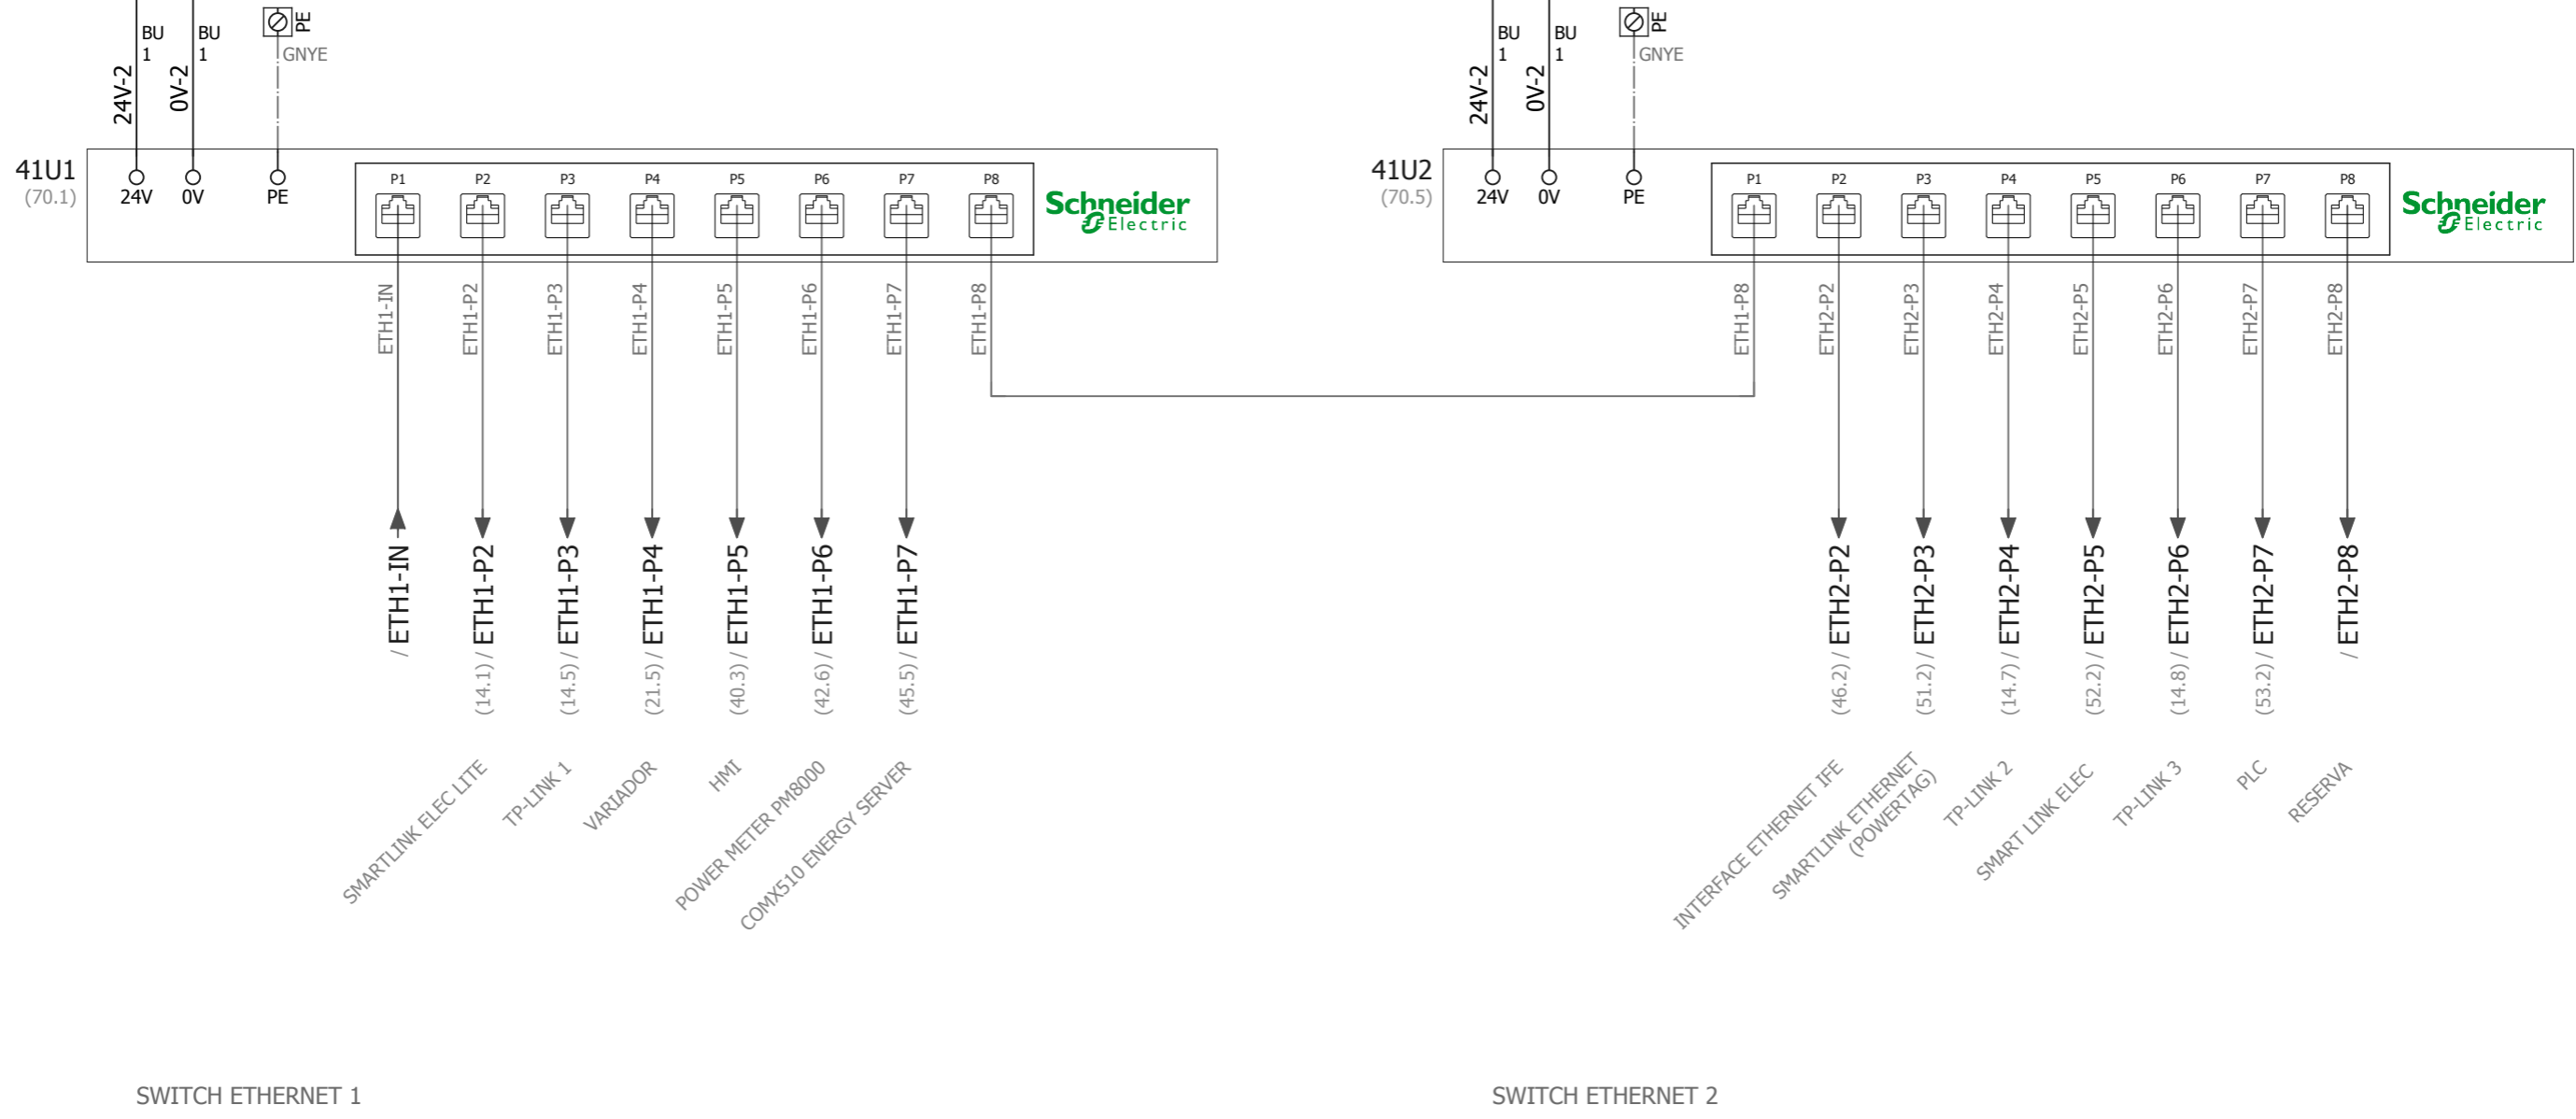 BU
1
24V-2
BU
1
0V-2
PE
GNYE
BU
1
24V-2
BU
1
0V-2
PE
GNYE
41U1
(70.1)
24V
0V
PE
P1
P2
P3
P4
P5
P6
P7
P8
Schneider
Electric
41U2
(70.5)
24V
0V
PE
P1
P2
P3
P4
P5
P6
P7
P8
Schneider
Electric
ETH1-IN
ETH1-P2
ETH1-P3
ETH1-P4
ETH1-P5
ETH1-P6
ETH1-P7
ETH1-P8
ETH1-P8
ETH2-P2
ETH2-P3
ETH2-P4
ETH2-P5
ETH2-P6
ETH2-P7
ETH2-P8
/ ETH1-IN
(14.1) / ETH1-P2
(14.5) / ETH1-P3
(21.5) / ETH1-P4
(40.3) / ETH1-P5
(42.6) / ETH1-P6
(45.5) / ETH1-P7
(46.2) / ETH2-P2
(51.2) / ETH2-P3
(14.7) / ETH2-P4
(52.2) / ETH2-P5
(14.8) / ETH2-P6
(53.2) / ETH2-P7
/ ETH2-P8
SMARTLINK ELEC LITE
TP-LINK 1
VARIADOR
HMI
POWER METER PM8000
COMX510 ENERGY SERVER
INTERFACE ETHERNET IFE
SMARTLINK ETHERNET
(POWERTAG)
TP-LINK 2
SMART LINK ELEC
TP-LINK 3
PLC
RESERVA
SWITCH ETHERNET 1
SWITCH ETHERNET 2